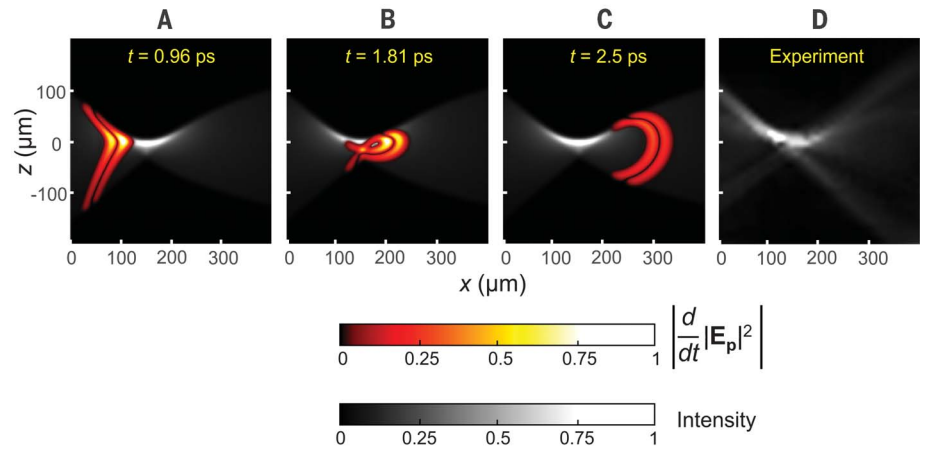 A B C D
t = 0.96 ps t = 1.81 ps t = 2.5 ps Experiment
z (μm)
100
0
-100
0 100 200 300 0 100 200 300 0 100 200 300 0 100 200 300
x (μm)
|d/dt |Eₚ|²|
0 0.25 0.5 0.75 1
Intensity
0 0.25 0.5 0.75 1